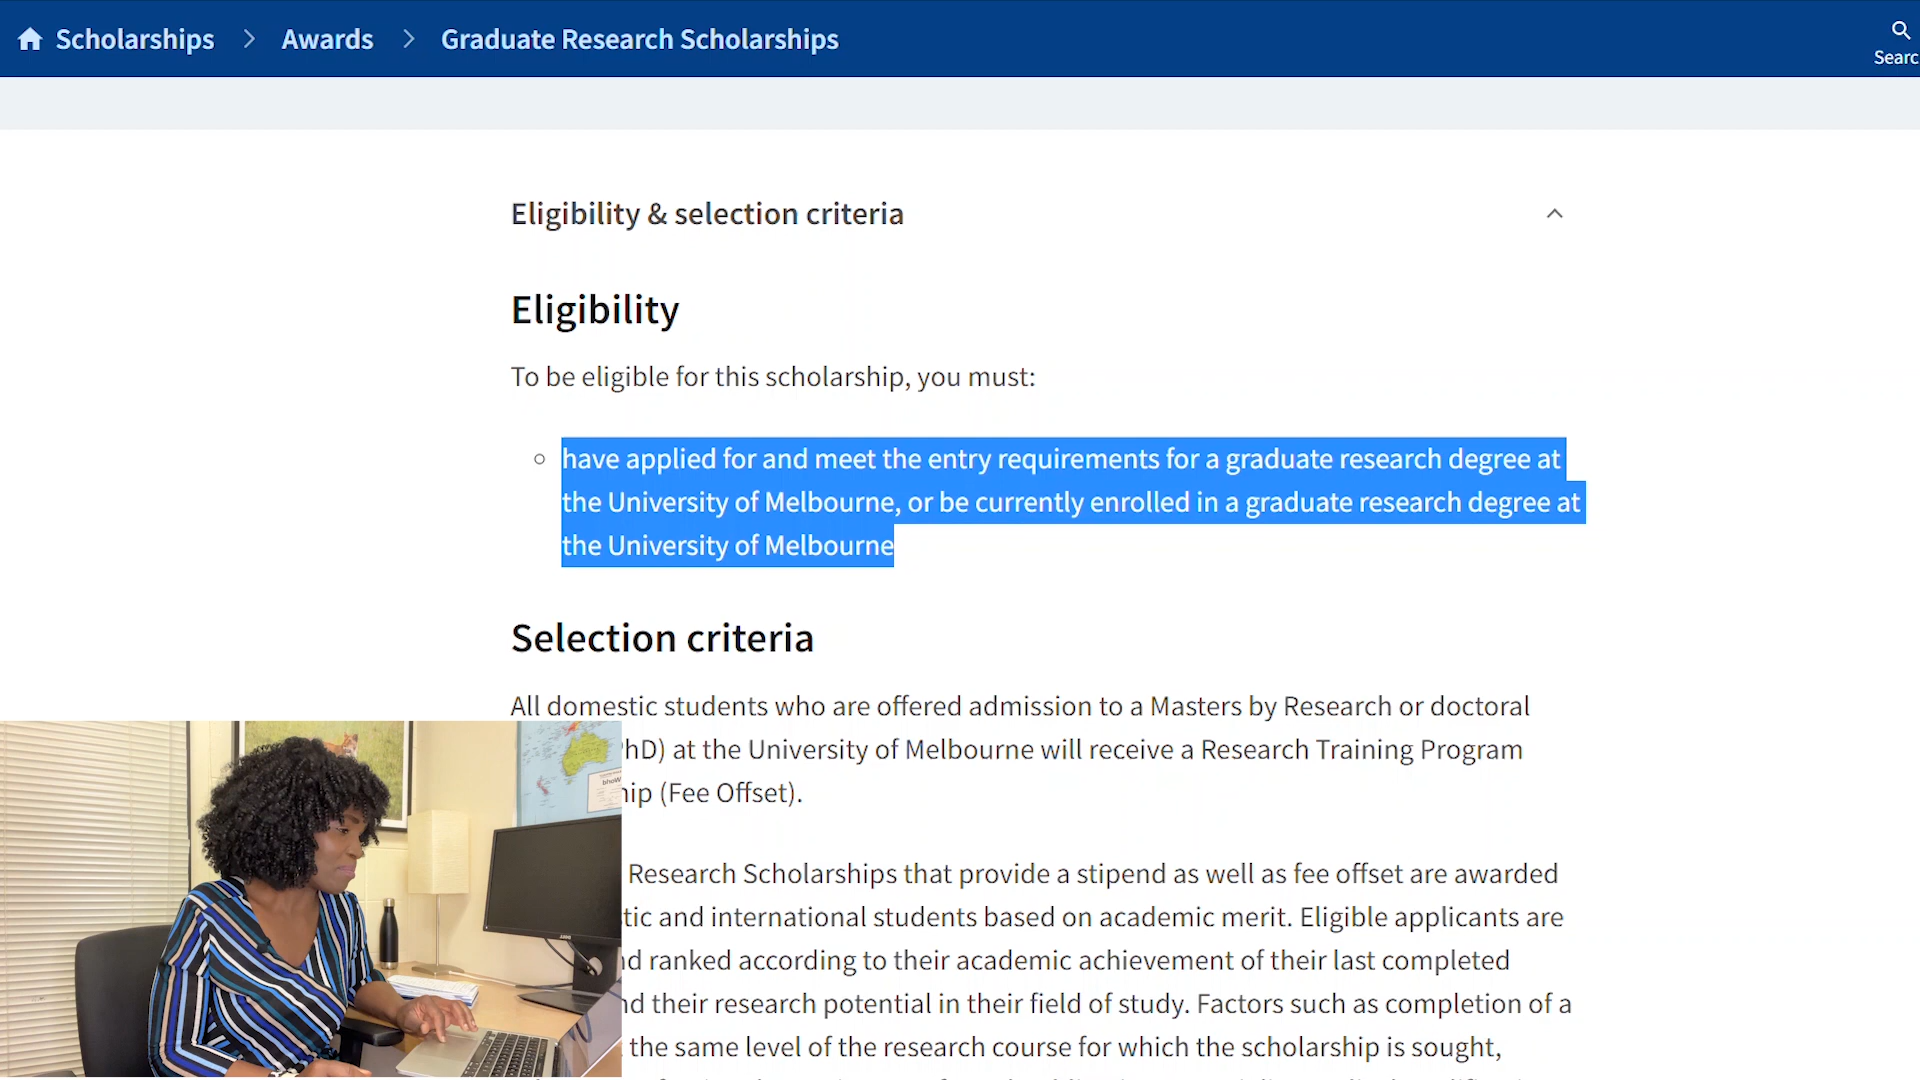 Scholarships > Awards > Graduate Research Scholarships
Searc
Eligibility & selection criteria
Eligibility
To be eligible for this scholarship, you must:
have applied for and meet the entry requirements for a graduate research degree at
the University of Melbourne, or be currently enrolled in a graduate research degree at
the University of Melbourne
Selection criteria
All domestic students who are offered admission to a Masters by Research or doctoral
hD) at the University of Melbourne will receive a Research Training Program
ip (Fee Offset).
Research Scholarships that provide a stipend as well as fee offset are awarded
tic and international students based on academic merit. Eligible applicants are
d ranked according to their academic achievement of their last completed
nd their research potential in their field of study. Factors such as completion of a
the same level of the research course for which the scholarship is sought,